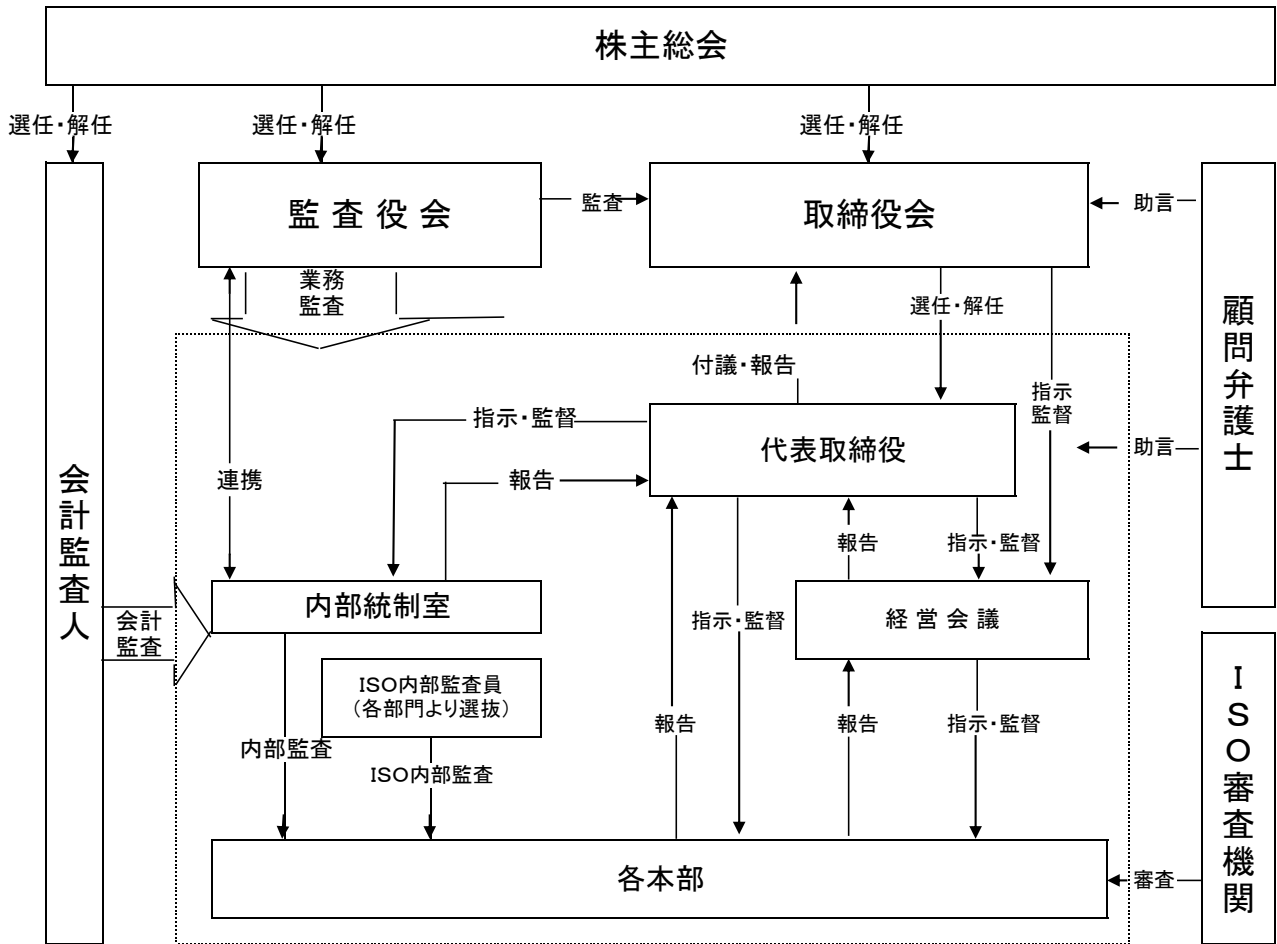 株主総会
選任・解任
選任・解任
選任・解任
監査役会
監査
取締役会
助言
業務
監査
選任・解任
顧問弁護士
付議・報告
指示
監督
指示・監督
代表取締役
助言
連携
報告
会計監査人
報告
指示・監督
内部統制室
会計
監査
指示・監督
経営会議
ISO内部監査員
（各部門より選抜）
ISO審査機関
報告
報告
指示・監督
内部監査
ISO内部監査
各本部
審査